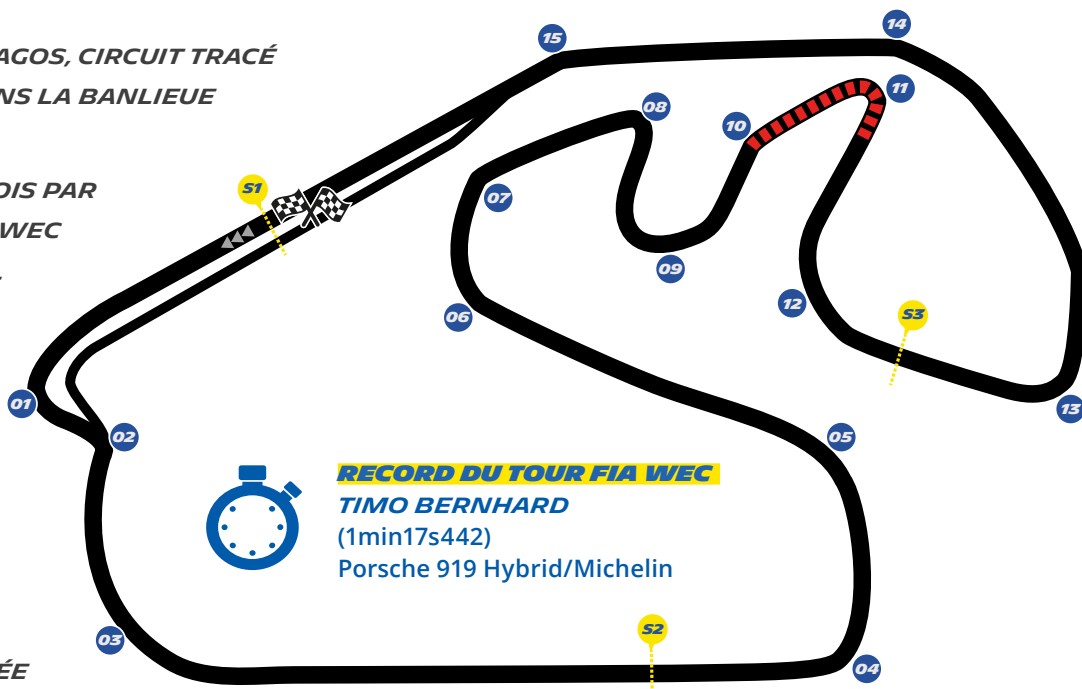 AGOS, CIRCUIT TRACÉ
NS LA BANLIEUE
OIS PAR
WEC
ÉE
15
14
11
08
10
S1
07
09
06
12
S3
01
02
05
13
RECORD DU TOUR FIA WEC
TIMO BERNHARD
(1min17s442)
Porsche 919 Hybrid/Michelin
S2
03
04